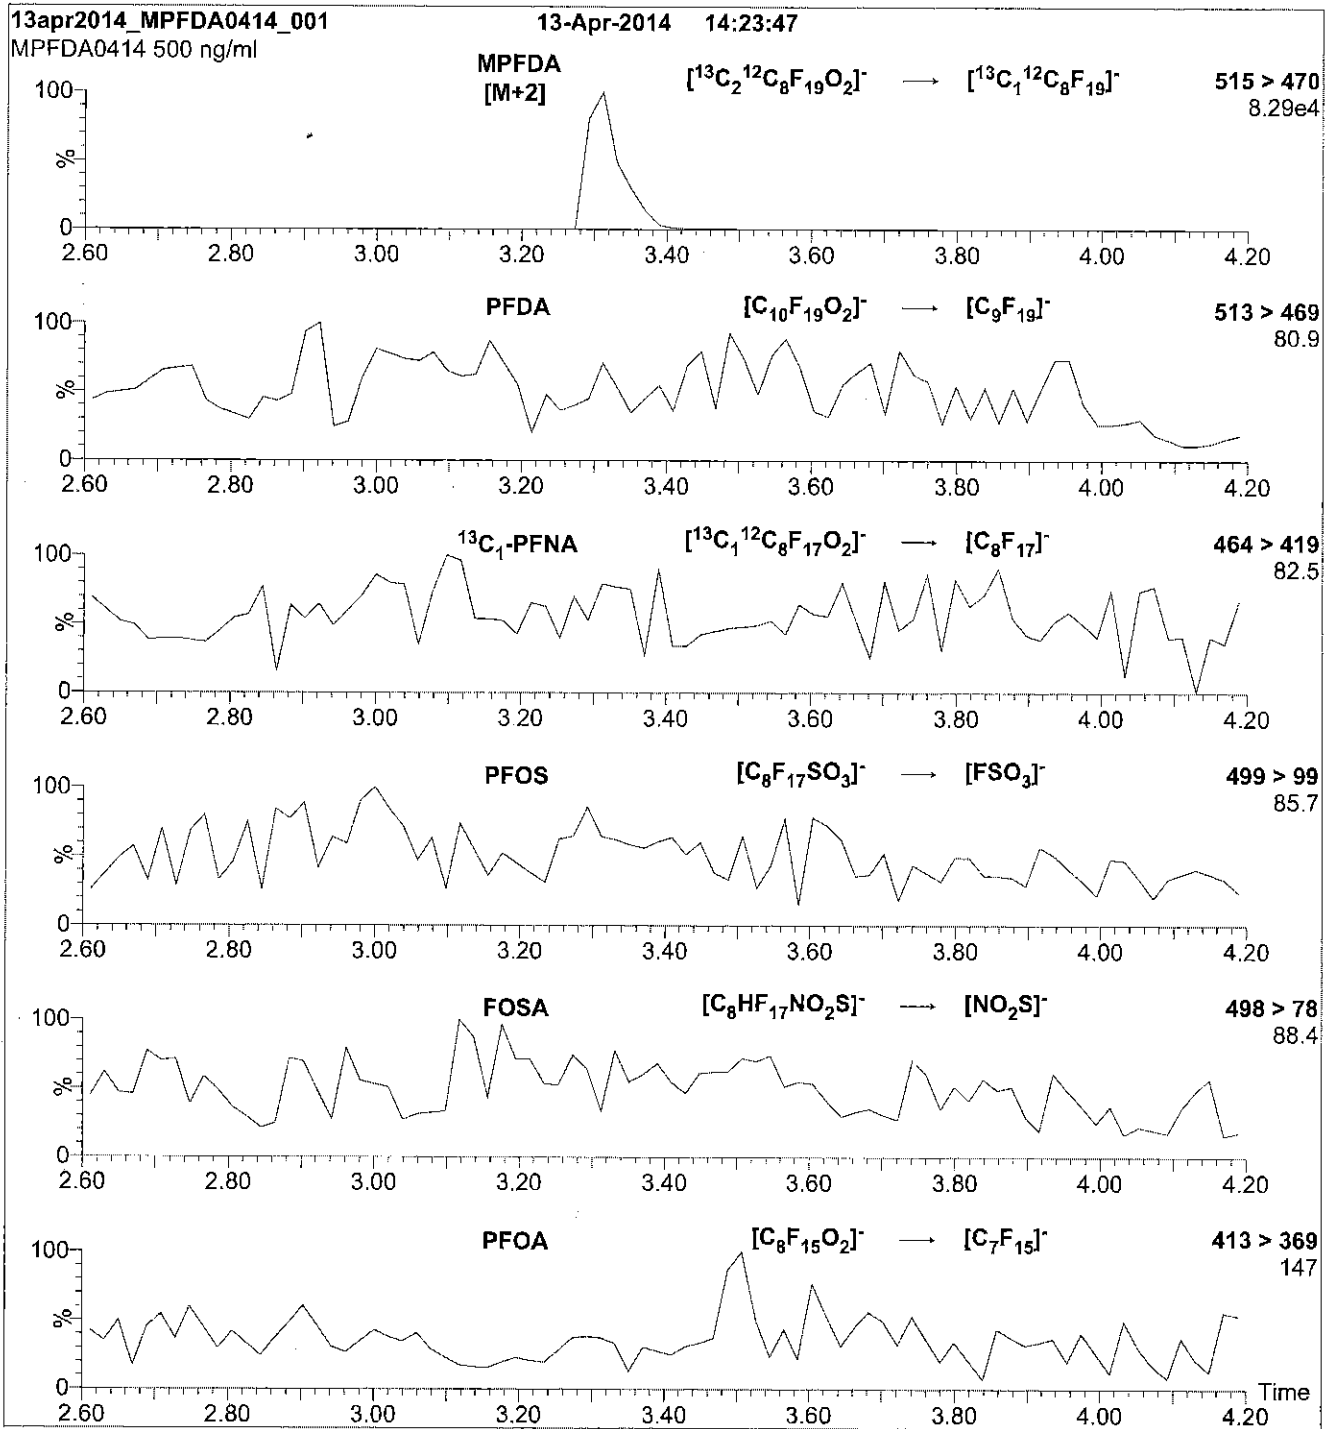 13apr2014_MPFDA0414_001 13-Apr-2014 14:23:47
MPFDA0414 500 ng/ml
MPFDA [¹³C₂¹²C₈F₁₉O₂]⁻ → [¹³C₁¹²C₈F₁₉]⁻ 515 > 470
[M+2] 8.29e4
100
%
0
2.60 2.80 3.00 3.20 3.40 3.60 3.80 4.00 4.20
PFDA [C₁₀F₁₉O₂]⁻ → [C₉F₁₉]⁻ 513 > 469
80.9
100
%
0
2.60 2.80 3.00 3.20 3.40 3.60 3.80 4.00 4.20
¹³C₁-PFNA [¹³C₁¹²C₈F₁₇O₂]⁻ → [C₈F₁₇]⁻ 464 > 419
82.5
100
%
0
2.60 2.80 3.00 3.20 3.40 3.60 3.80 4.00 4.20
PFOS [C₈F₁₇SO₃]⁻ → [FSO₃]⁻ 499 > 99
85.7
100
%
0
2.60 2.80 3.00 3.20 3.40 3.60 3.80 4.00 4.20
FOSA [C₈HF₁₇NO₂S]⁻ → [NO₂S]⁻ 498 > 78
88.4
100
%
0
2.60 2.80 3.00 3.20 3.40 3.60 3.80 4.00 4.20
PFOA [C₈F₁₅O₂]⁻ → [C₇F₁₅]⁻ 413 > 369
147
100
%
0
Time
2.60 2.80 3.00 3.20 3.40 3.60 3.80 4.00 4.20